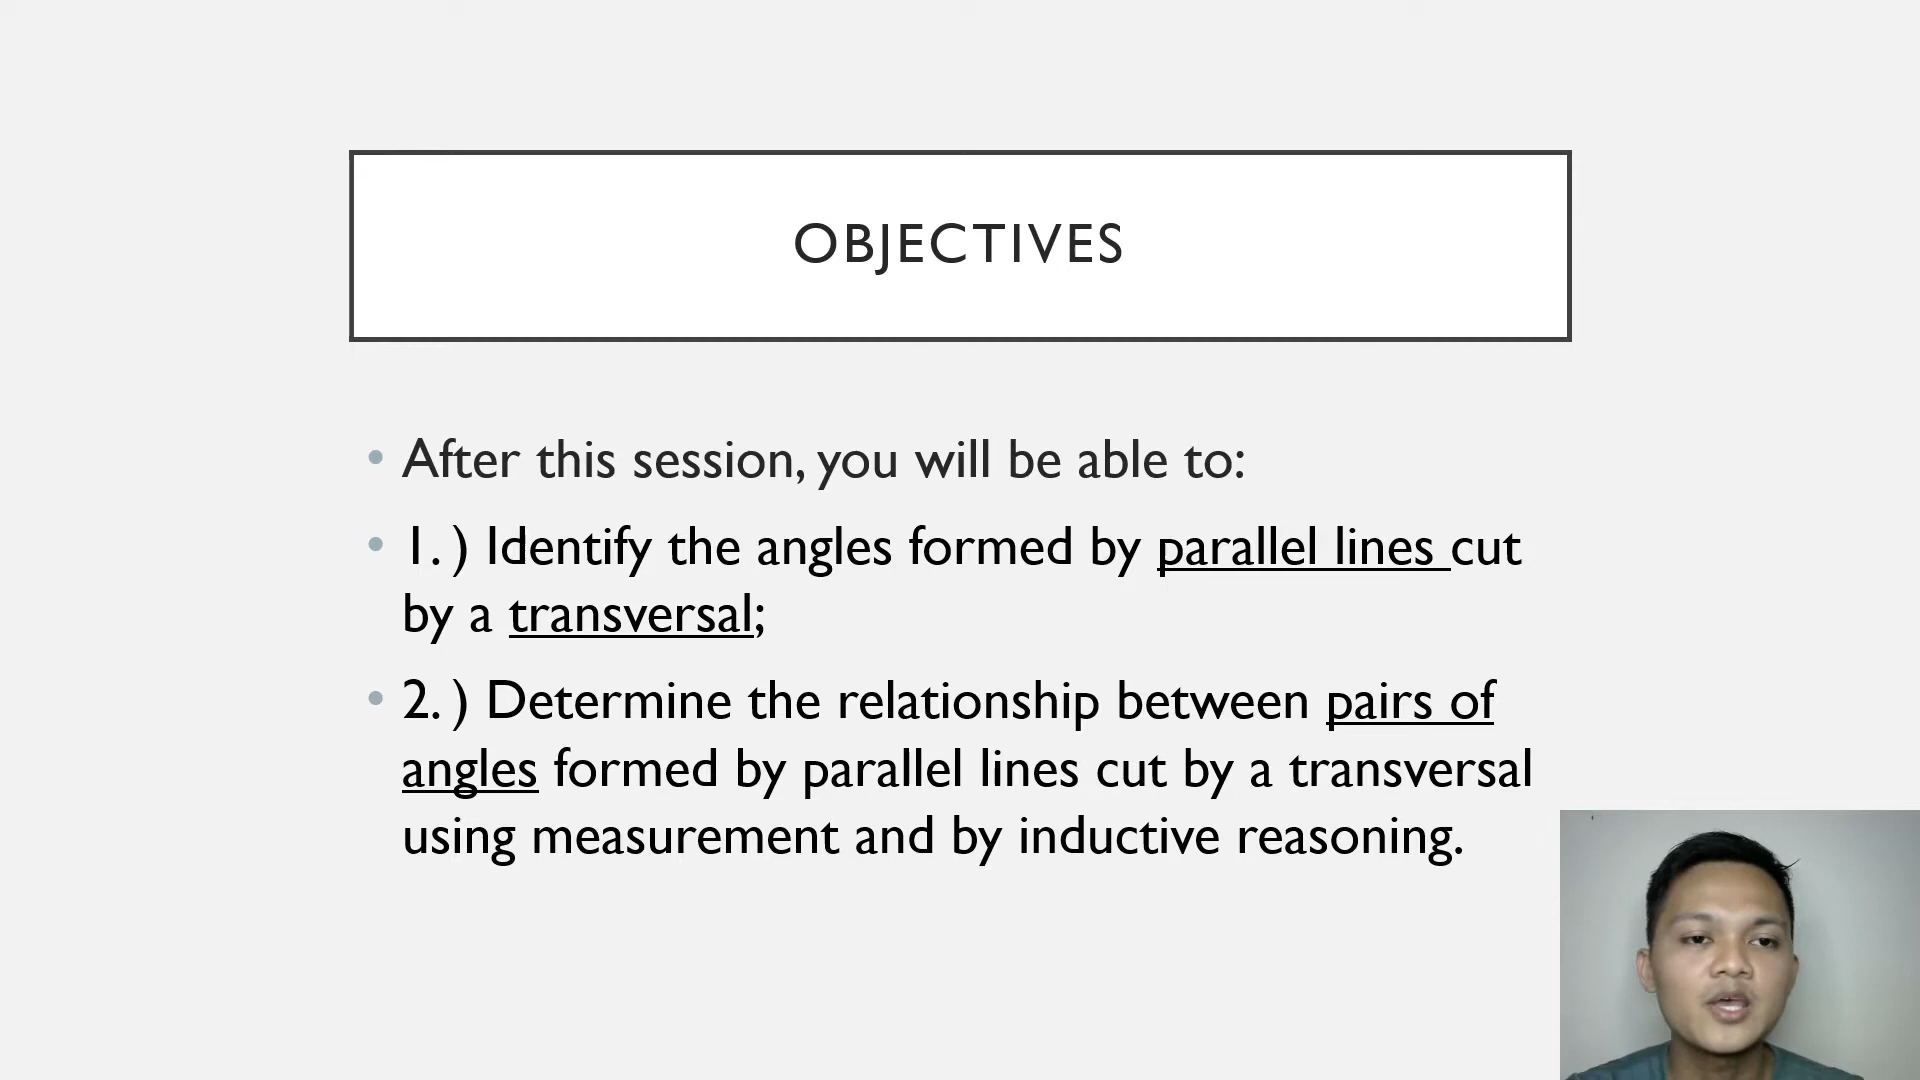 OBJECTIVES
• After this session, you will be able to:
• 1. ) Identify the angles formed by parallel lines cut
by a transversal;
• 2. ) Determine the relationship between pairs of
angles formed by parallel lines cut by a transversal
using measurement and by inductive reasoning.